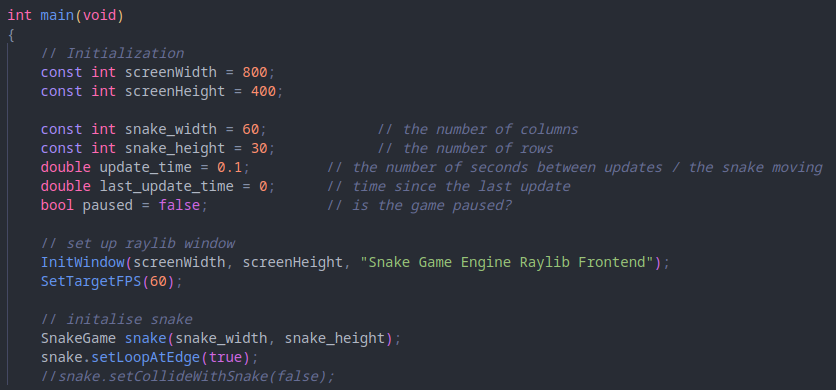 int main(void)
{
    // Initialization
    const int screenWidth = 800;
    const int screenHeight = 400;

    const int snake_width = 60;             // the number of columns
    const int snake_height = 30;            // the number of rows
    double update_time = 0.1;         // the number of seconds between updates / the snake moving
    double last_update_time = 0;      // time since the last update
    bool paused = false;              // is the game paused?

    // set up raylib window
    InitWindow(screenWidth, screenHeight, "Snake Game Engine Raylib Frontend");
    SetTargetFPS(60);

    // initalise snake
    SnakeGame snake(snake_width, snake_height);
    snake.setLoopAtEdge(true);
    //snake.setCollideWithSnake(false);